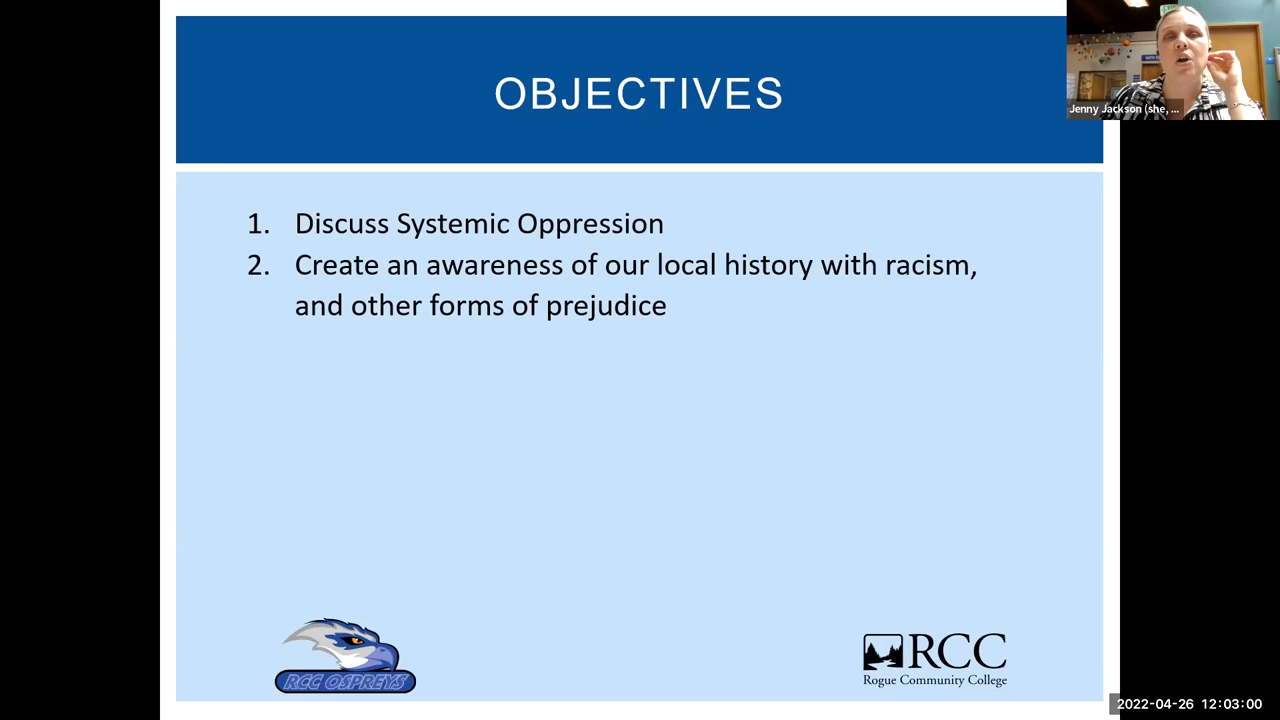 OBJECTIVES
Jenny Jackson (she, ...
1. Discuss Systemic Oppression
2. Create an awareness of our local history with racism,
and other forms of prejudice
RCC OSPREYS
RCC
Rogue Community College
2022-04-26 12:03:00